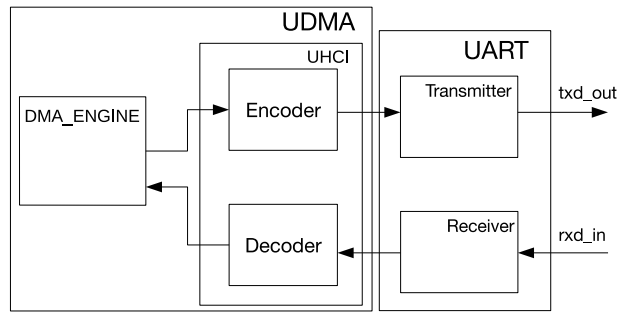 UDMA
UART
UHCI
DMA_ENGINE
Encoder
Transmitter
txd_out
Decoder
Receiver
rxd_in